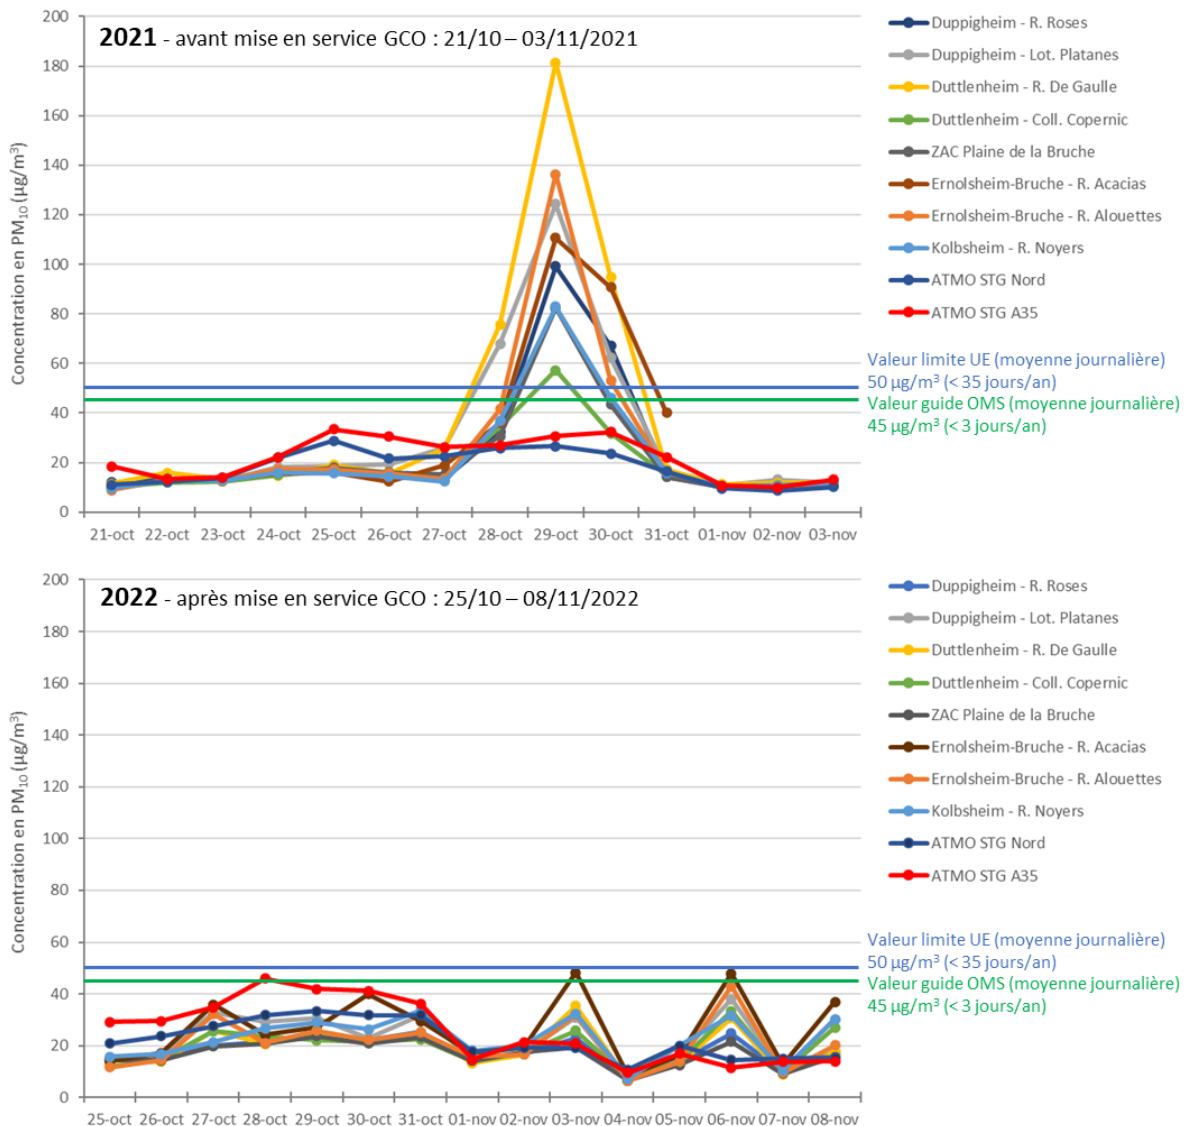 2021 - avant mise en service GCO : 21/10 – 03/11/2021
Concentration en PM10 (µg/m³)
200
180
160
140
120
100
80
60
40
20
0
21-oct 22-oct 23-oct 24-oct 25-oct 26-oct 27-oct 28-oct 29-oct 30-oct 31-oct 01-nov 02-nov 03-nov
Duppigheim - R. Roses
Duppigheim - Lot. Platanes
Duttlenheim - R. De Gaulle
Duttlenheim - Coll. Copernic
ZAC Plaine de la Bruche
Ernolsheim-Bruche - R. Acacias
Ernolsheim-Bruche - R. Alouettes
Kolbsheim - R. Noyers
ATMO STG Nord
ATMO STG A35
Valeur limite UE (moyenne journalière)
50 µg/m³ (< 35 jours/an)
Valeur guide OMS (moyenne journalière)
45 µg/m³ (< 3 jours/an)
2022 - après mise en service GCO : 25/10 – 08/11/2022
Concentration en PM10 (µg/m³)
200
180
160
140
120
100
80
60
40
20
0
25-oct 26-oct 27-oct 28-oct 29-oct 30-oct 31-oct 01-nov 02-nov 03-nov 04-nov 05-nov 06-nov 07-nov 08-nov
Duppigheim - R. Roses
Duppigheim - Lot. Platanes
Duttlenheim - R. De Gaulle
Duttlenheim - Coll. Copernic
ZAC Plaine de la Bruche
Ernolsheim-Bruche - R. Acacias
Ernolsheim-Bruche - R. Alouettes
Kolbsheim - R. Noyers
ATMO STG Nord
ATMO STG A35
Valeur limite UE (moyenne journalière)
50 µg/m³ (< 35 jours/an)
Valeur guide OMS (moyenne journalière)
45 µg/m³ (< 3 jours/an)